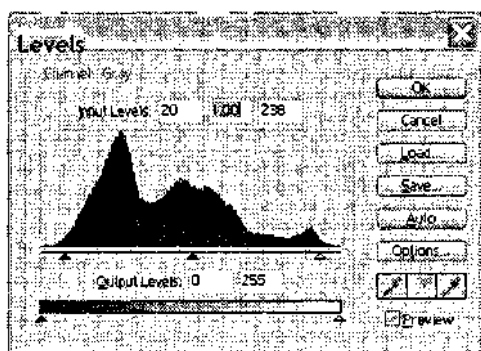 Levels
Channel: Gray
Input Levels: 20 1.00 238
OK
Cancel
Load...
Save...
Auto
Options...
Output Levels: 0 255
Preview